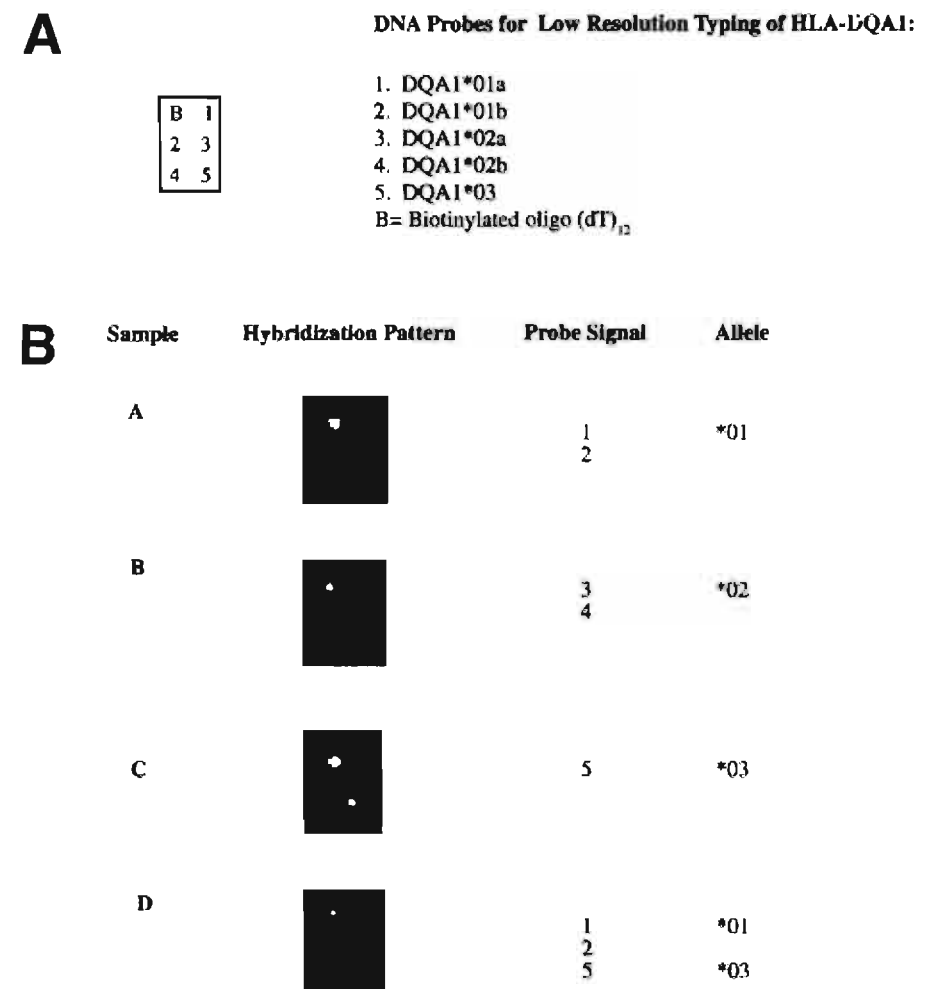 A
DNA Probes for Low Resolution Typing of HLA-DQA1:
B 1
2 3
4 5
1. DQA1*01a
2. DQA1*01b
3. DQA1*02a
4. DQA1*02b
5. DQA1*03
B= Biotinylated oligo (dT)12
B
Sample Hybridization Pattern Probe Signal Allele
A
1 *01
2
B
3 *02
4
C 5 *03
D
1 *01
2
5 *03